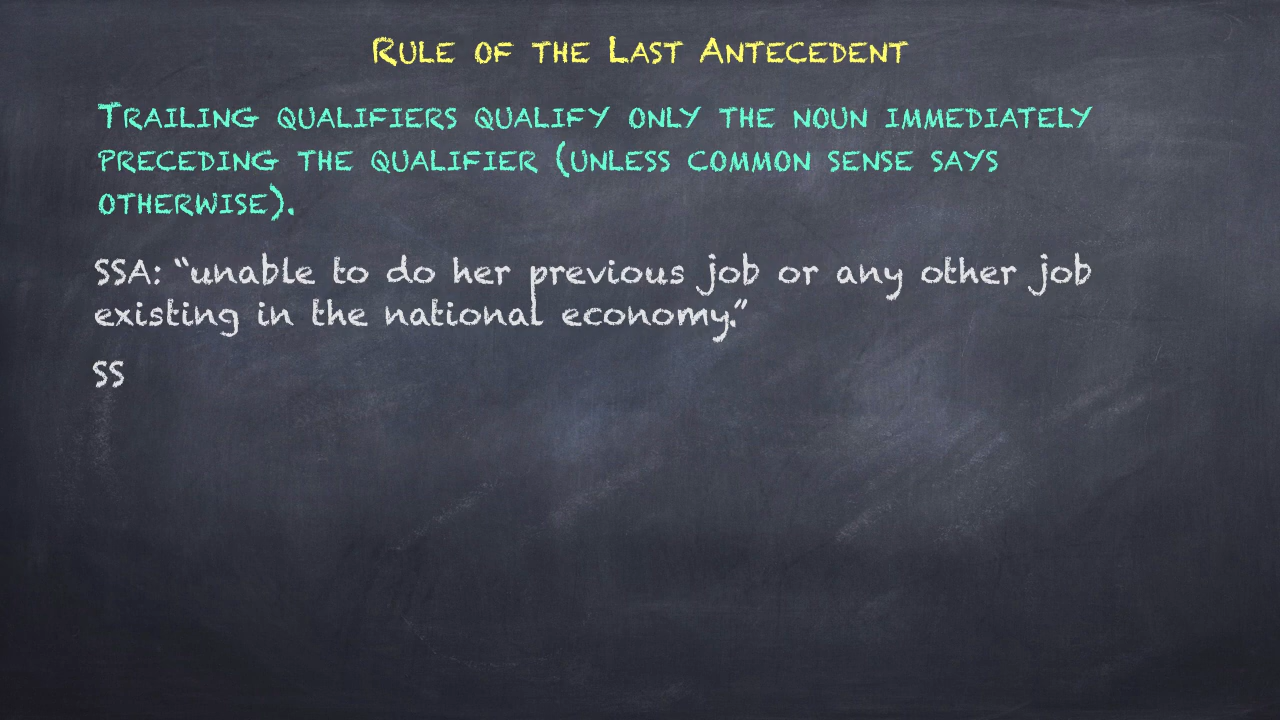 Rule of the Last Antecedent
Trailing qualifiers qualify only the noun immediately
preceding the qualifier (unless common sense says
otherwise).
SSA: “unable to do her previous job or any other job
existing in the national economy.”
SS